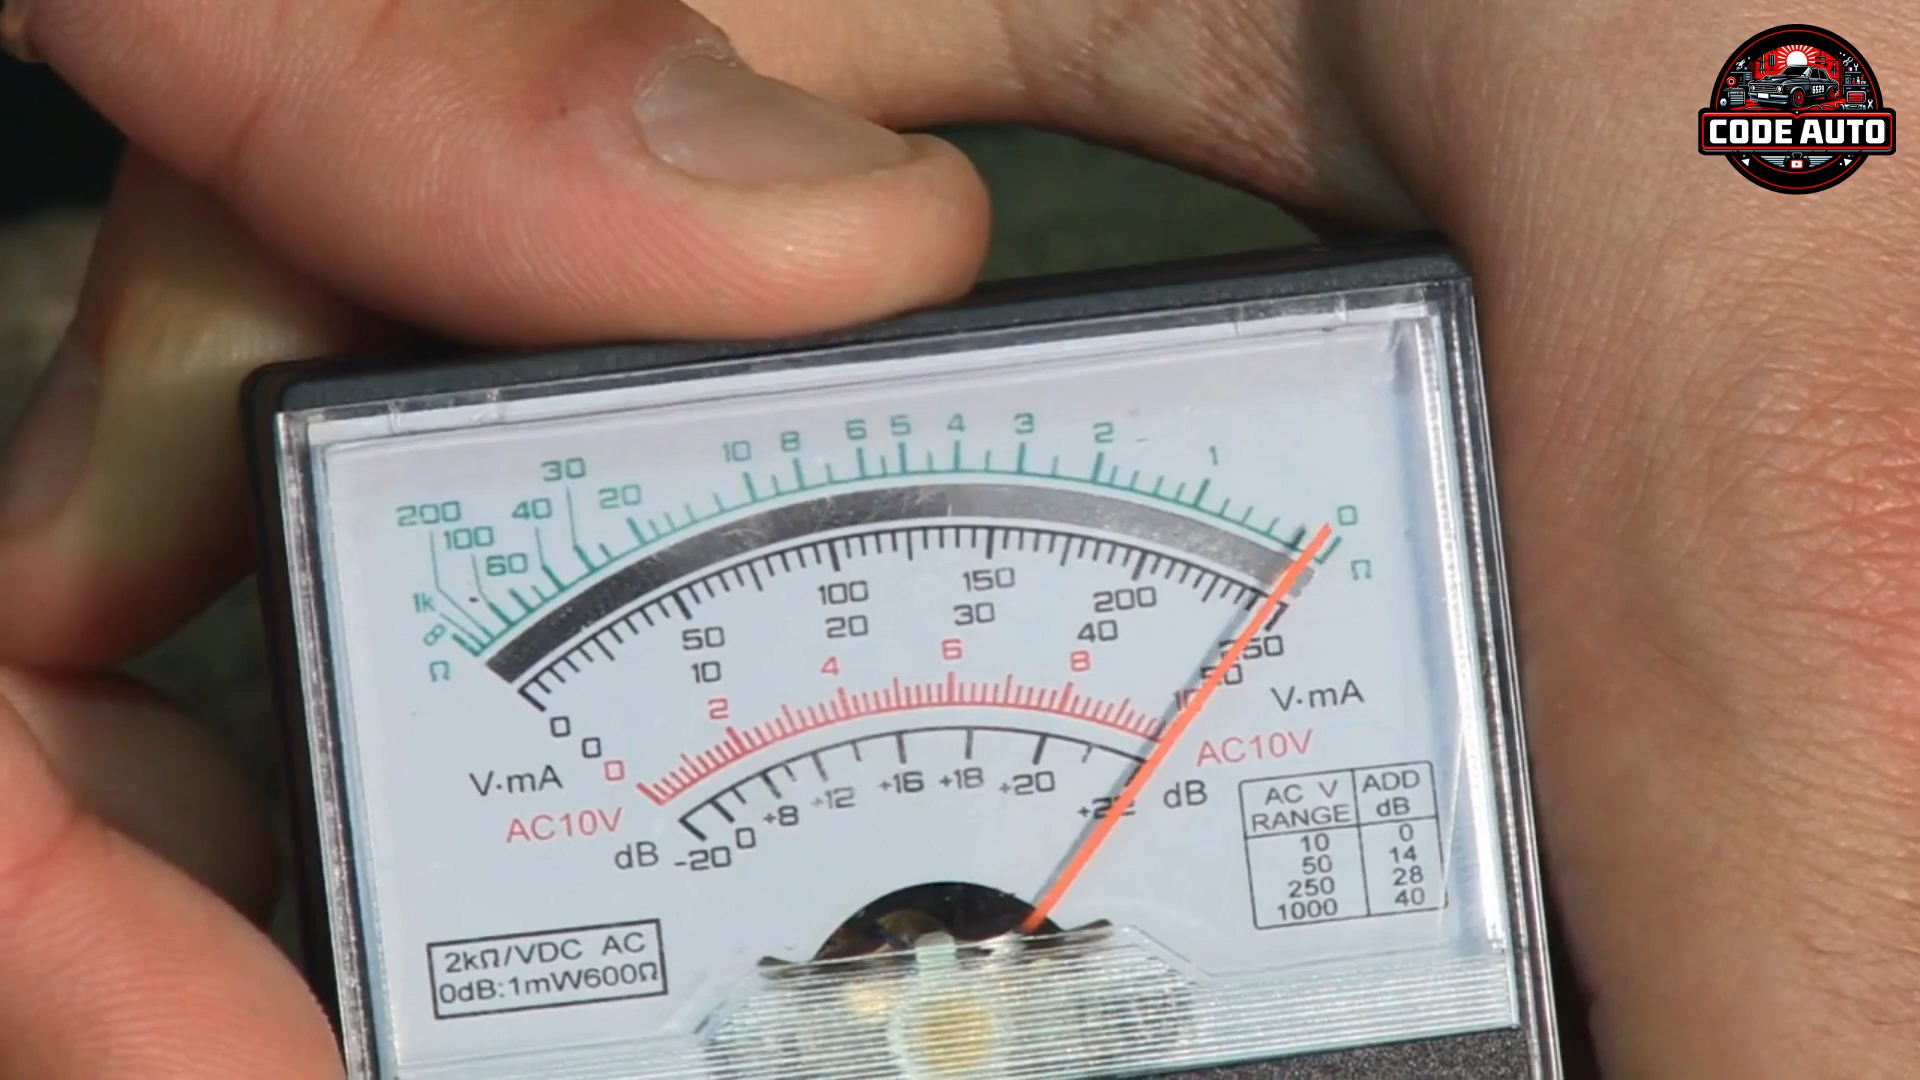 CODE AUTO
200 100 1k 60 40 30 20 10 8 6 5 4 3 2 1 0
∞
Ω Ω
0 50 100 150 200 250
0 10 20 30 40 50
V·mA V·mA
0 2 4 6 8 10
AC10V AC10V
dB -20 0 +8 +12 +16 +18 +20 +22 dB
AC V RANGE ADD dB
10 0
50 14
250 28
1000 40
2kΩ/VDC AC
0dB:1mW600Ω